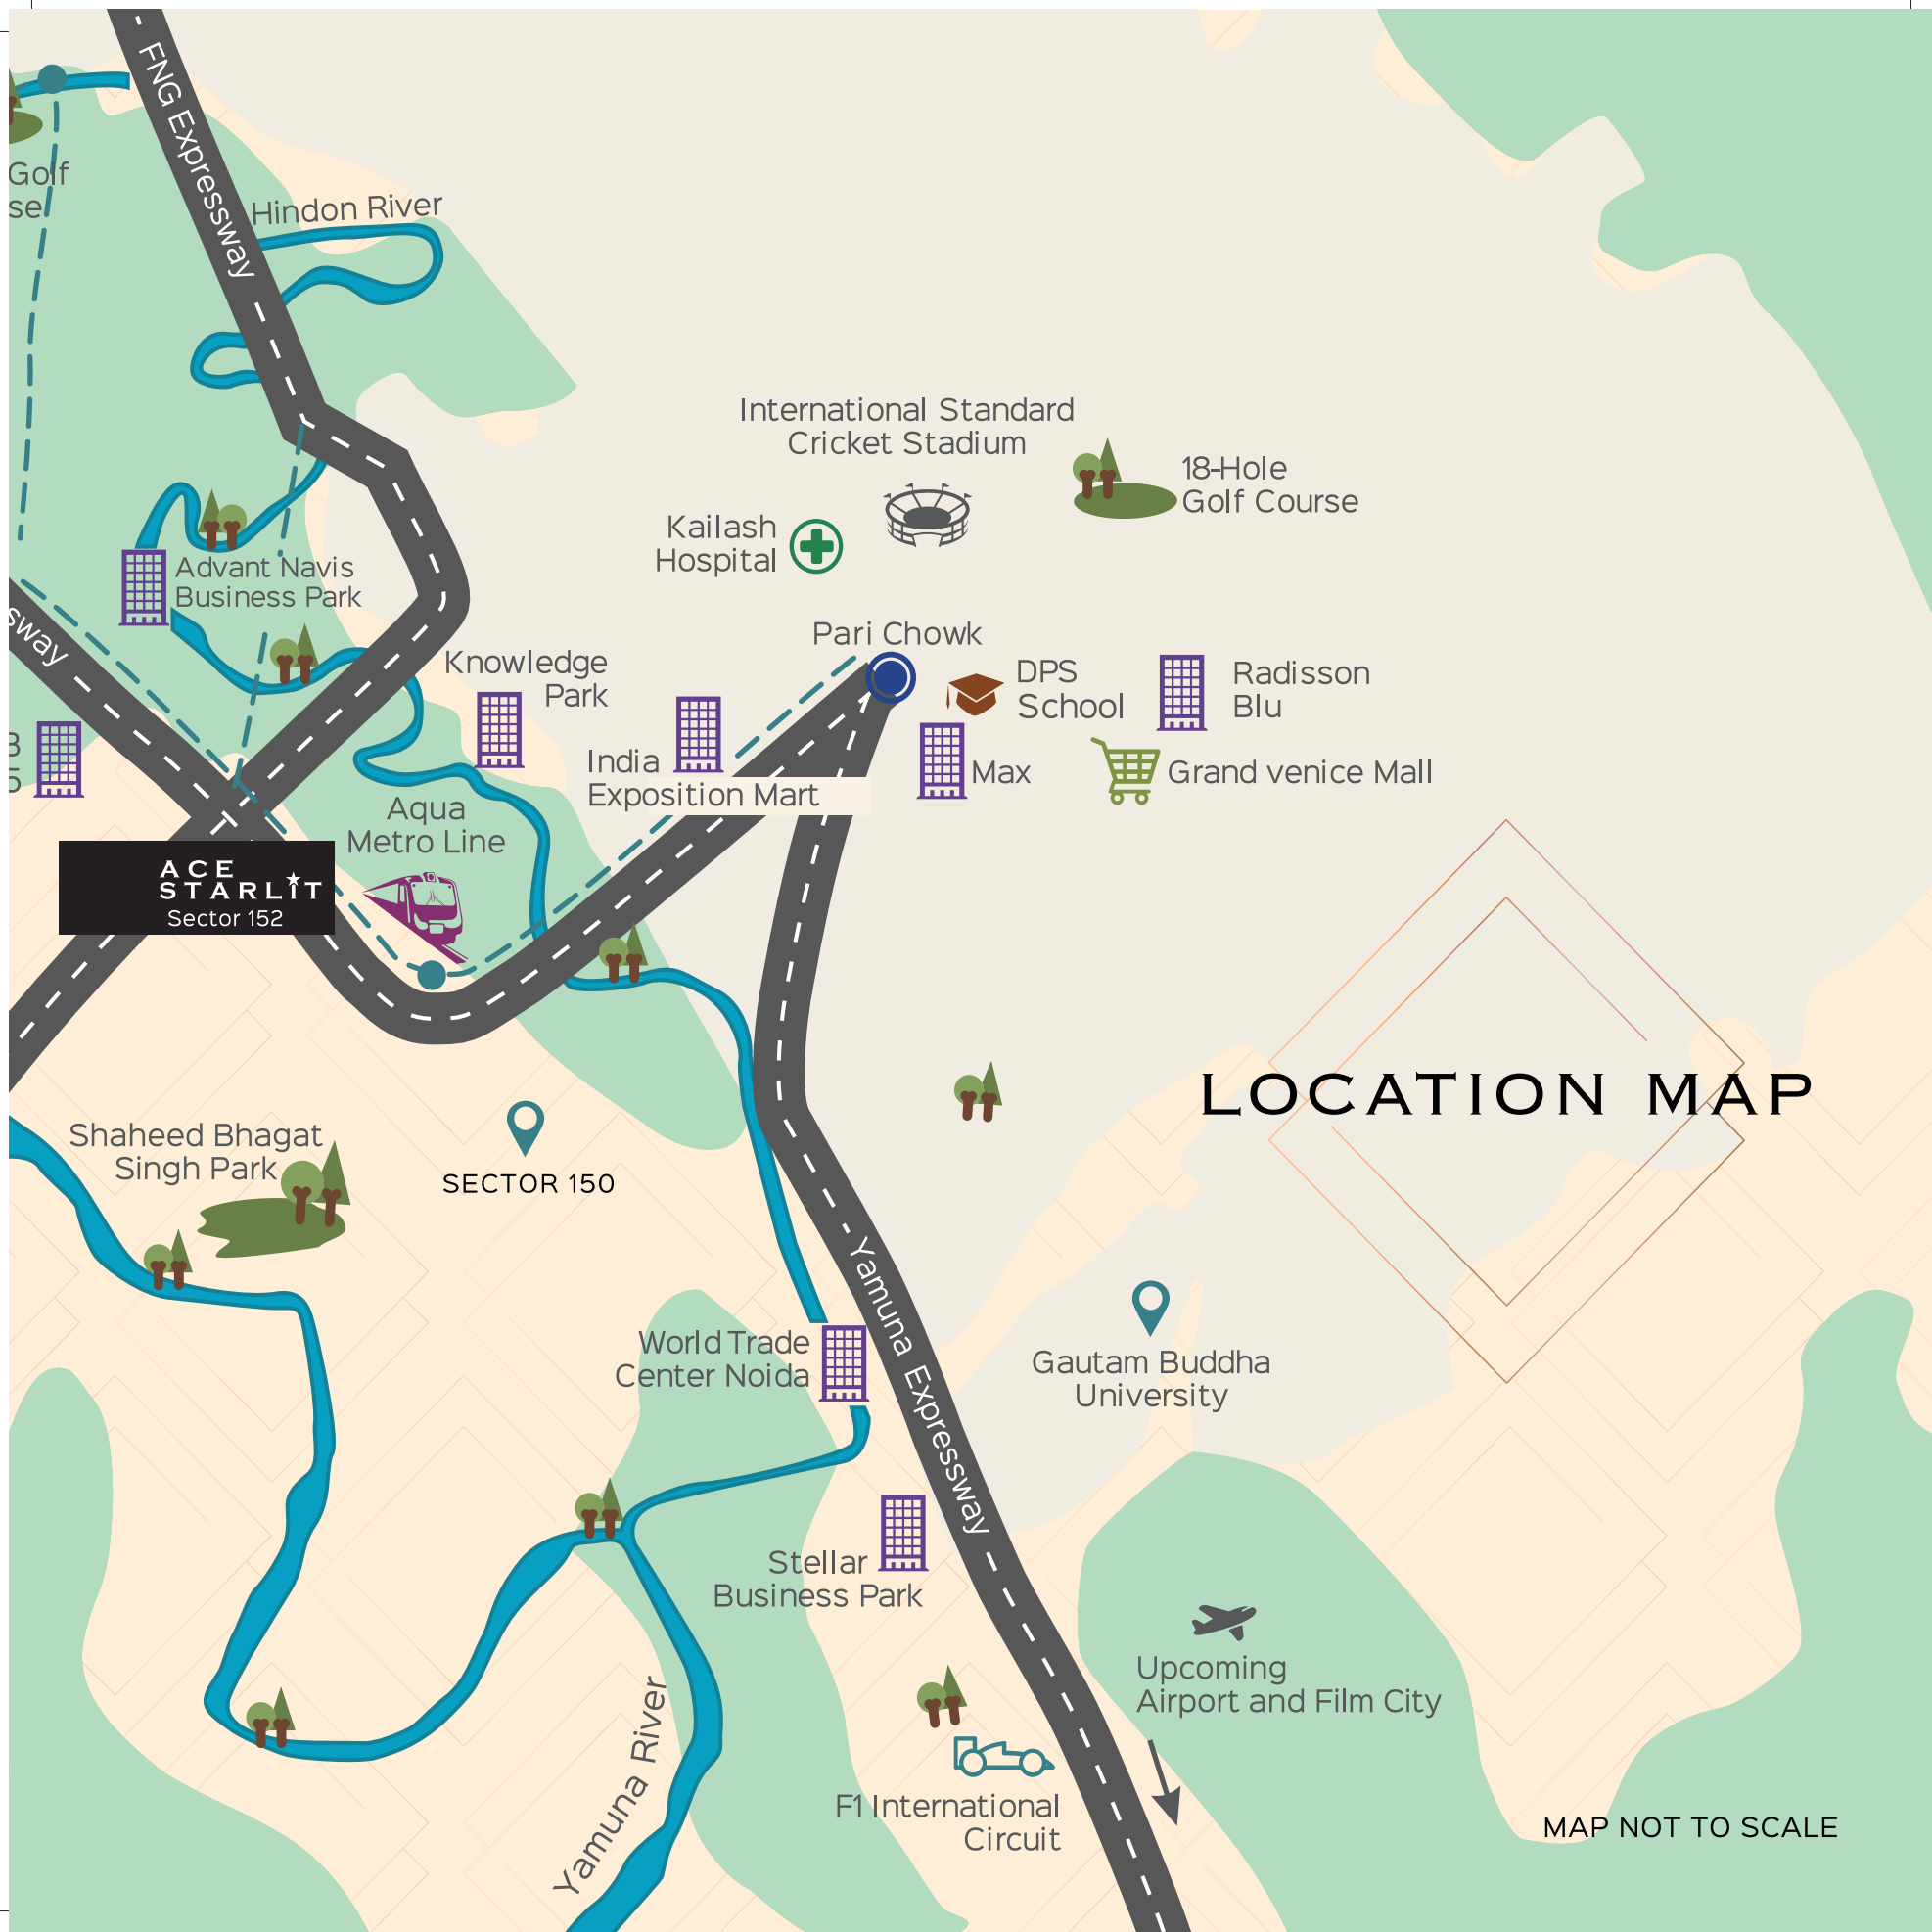 FNG Expressway
Golf
se
Hindon River
International Standard
Cricket Stadium
18-Hole
Golf Course
Kailash
Hospital
Advant Navis
Business Park
sway
Pari Chowk
Knowledge
Park
DPS
School
Radisson
Blu
India
Exposition Mart
Max
Grand venice Mall
Aqua
Metro Line
ACE
STARLIT
Sector 152
LOCATION MAP
Shaheed Bhagat
Singh Park
SECTOR 150
Yamuna Expressway
World Trade
Center Noida
Gautam Buddha
University
Stellar
Business Park
Upcoming
Airport and Film City
Yamuna River
F1 International
Circuit
MAP NOT TO SCALE